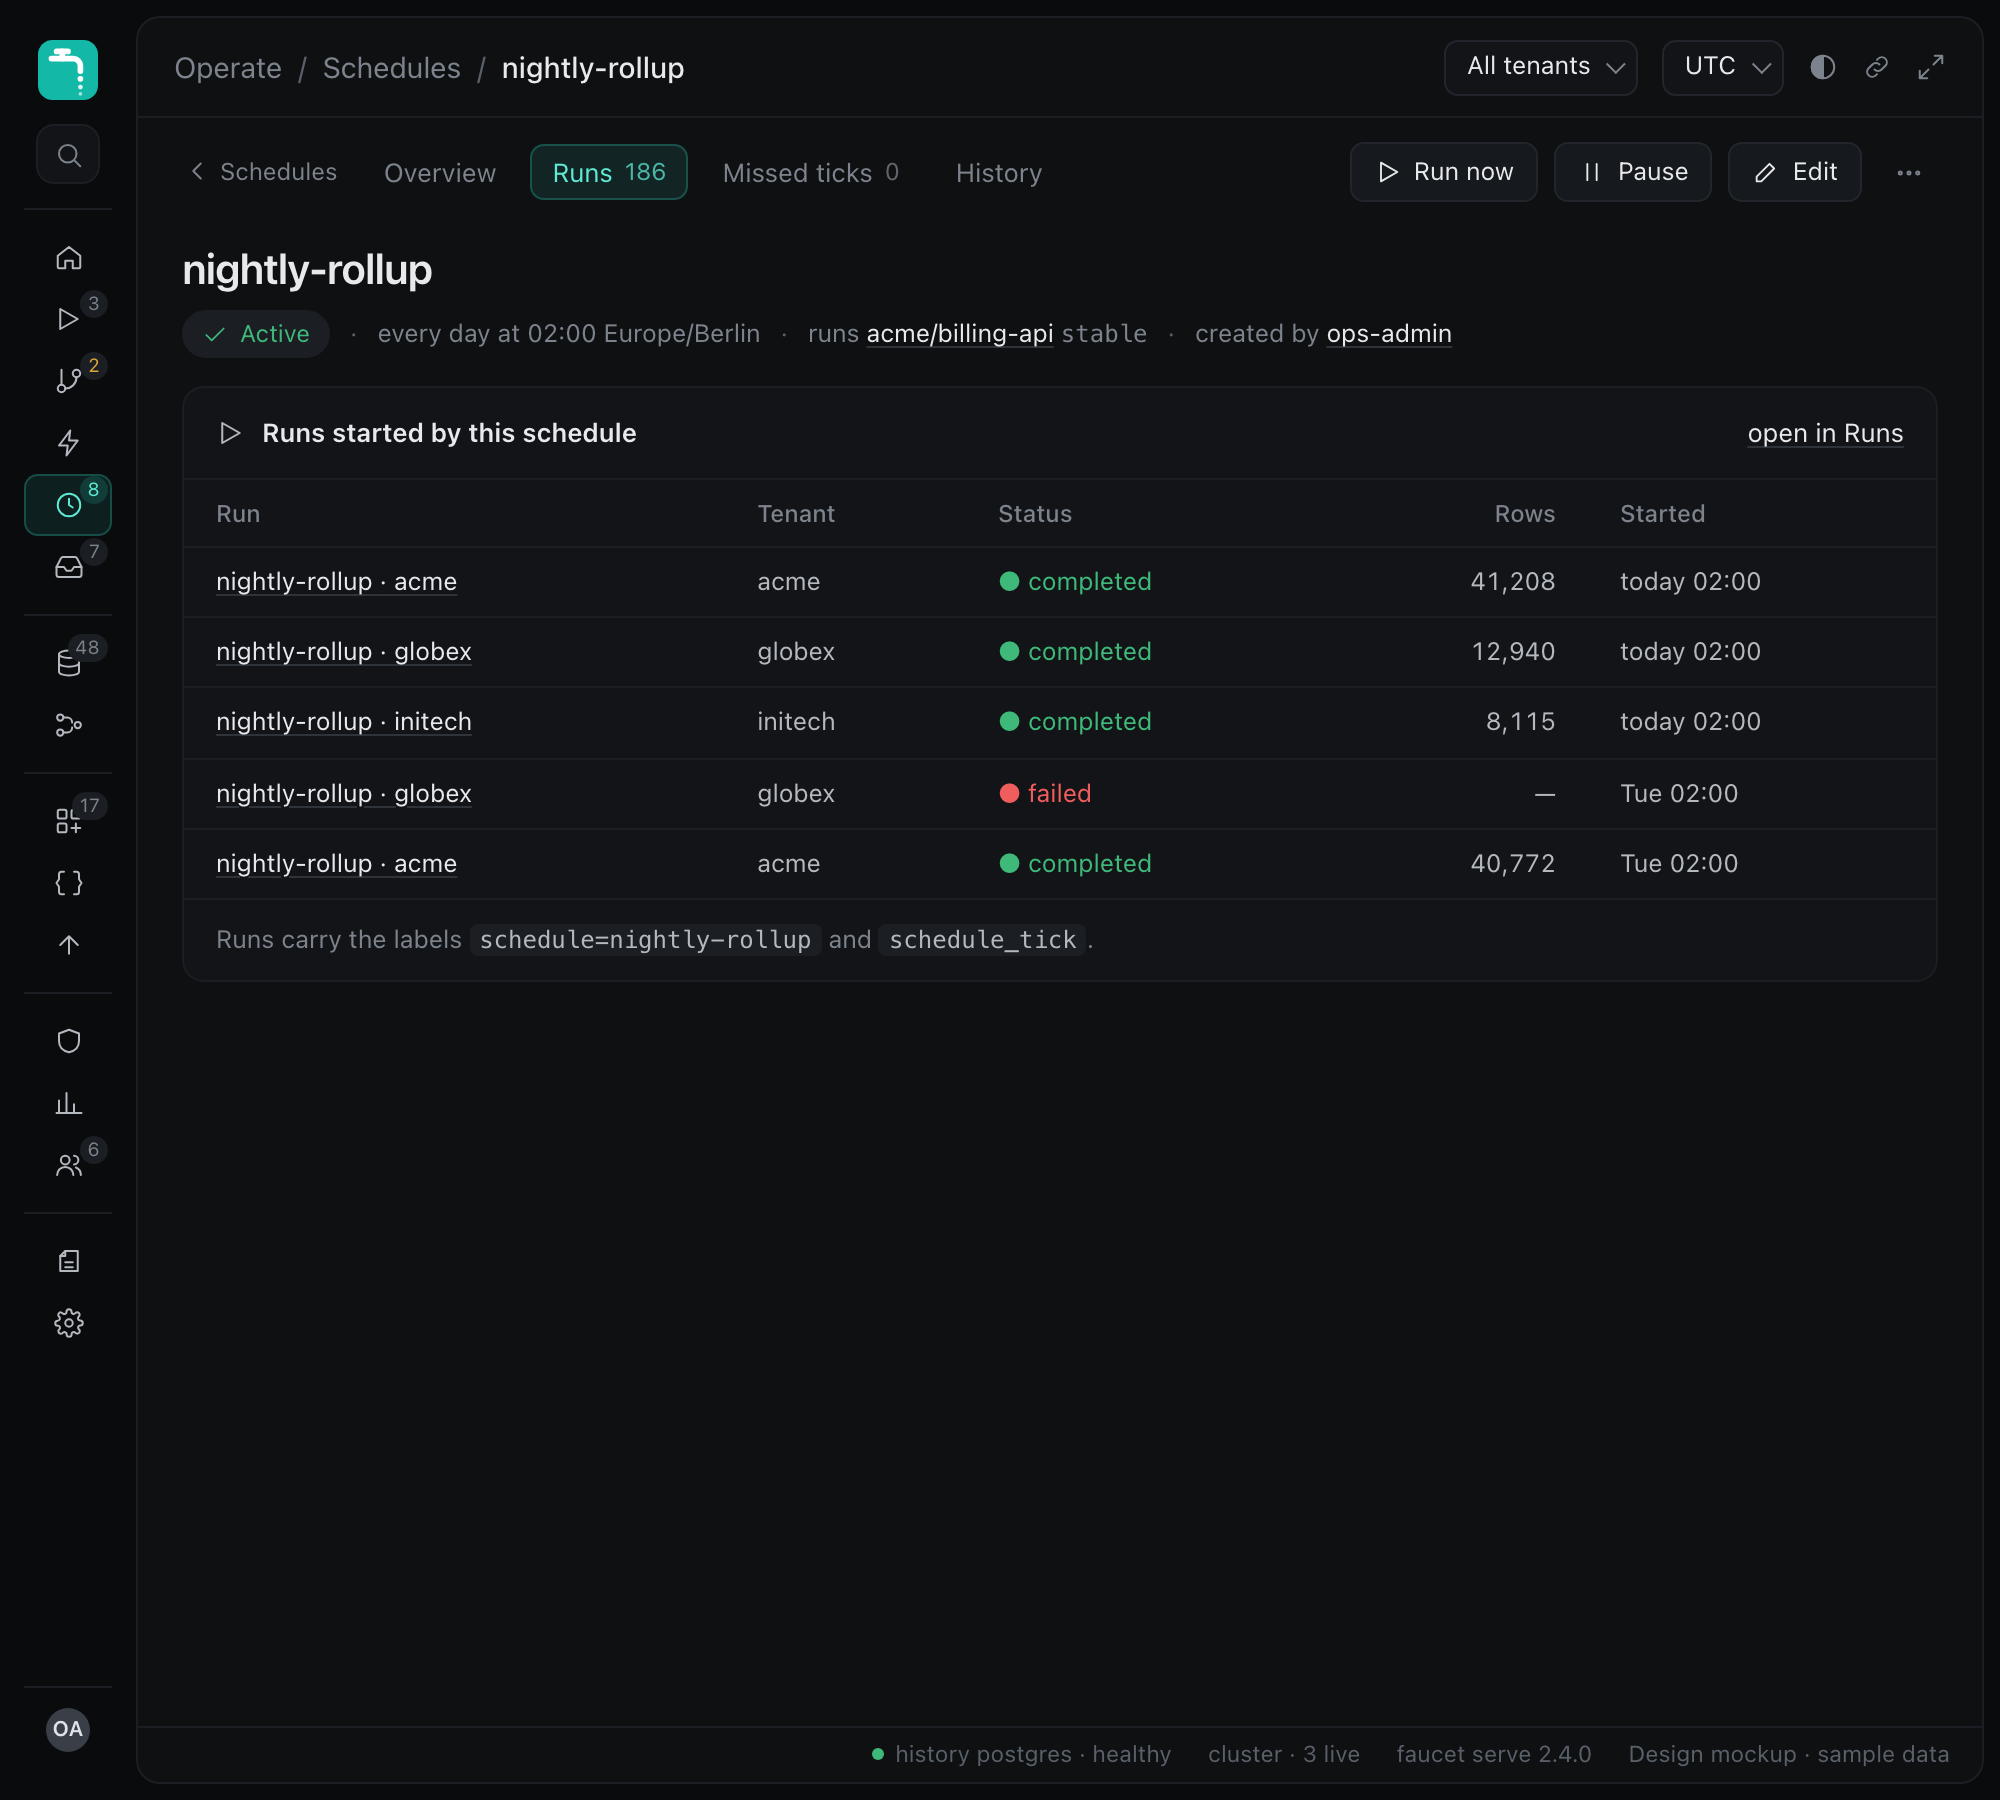 Operate / Schedules / nightly-rollup
All tenants
UTC
Schedules
Overview
Runs 186
Missed ticks 0
History
Run now
Pause
Edit
3
2
8
7
48
17
6
OA
nightly-rollup
Active · every day at 02:00 Europe/Berlin · runs acme/billing-api stable · created by ops-admin
Runs started by this schedule
open in Runs
Run Tenant Status Rows Started
nightly-rollup · acme acme completed 41,208 today 02:00
nightly-rollup · globex globex completed 12,940 today 02:00
nightly-rollup · initech initech completed 8,115 today 02:00
nightly-rollup · globex globex failed — Tue 02:00
nightly-rollup · acme acme completed 40,772 Tue 02:00
Runs carry the labels schedule=nightly-rollup and schedule_tick.
history postgres · healthy
cluster · 3 live
faucet serve 2.4.0
Design mockup · sample data